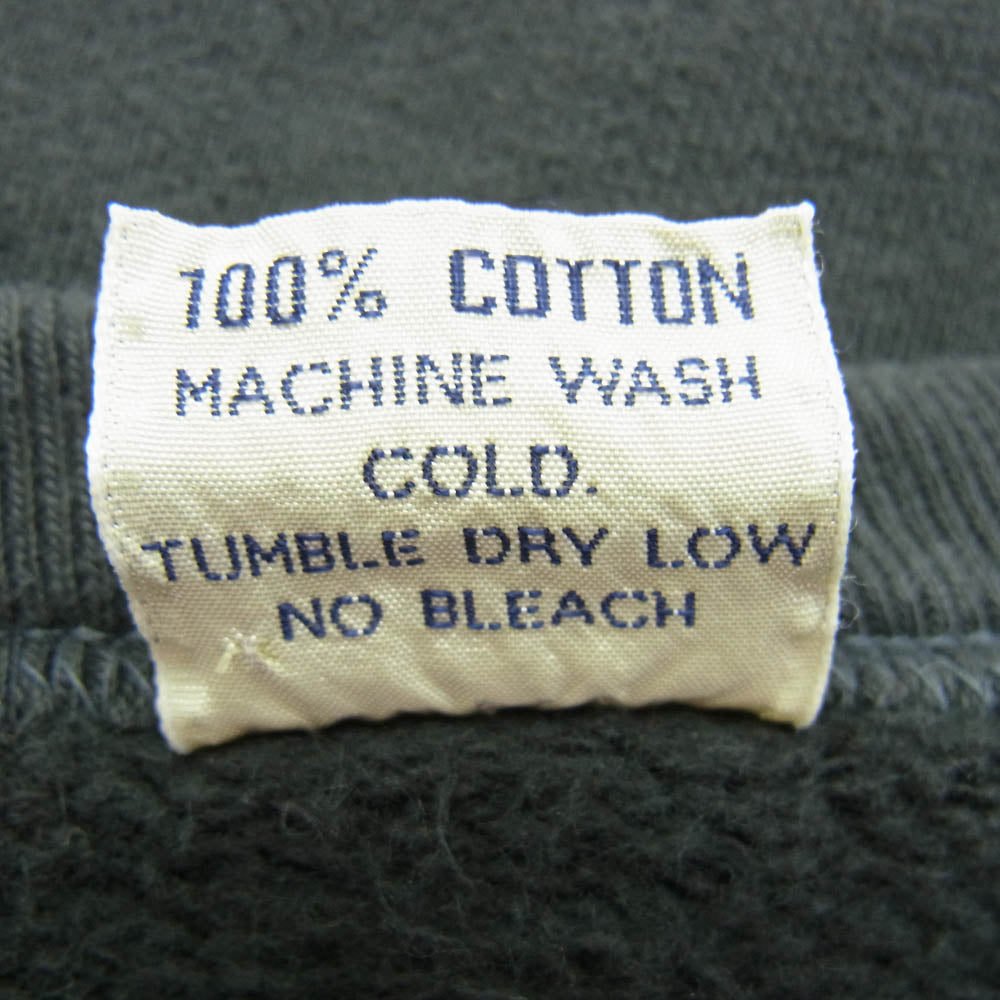 100% COTTON
MACHINE WASH
COLD.
TUMBLE DRY LOW
NO BLEACH